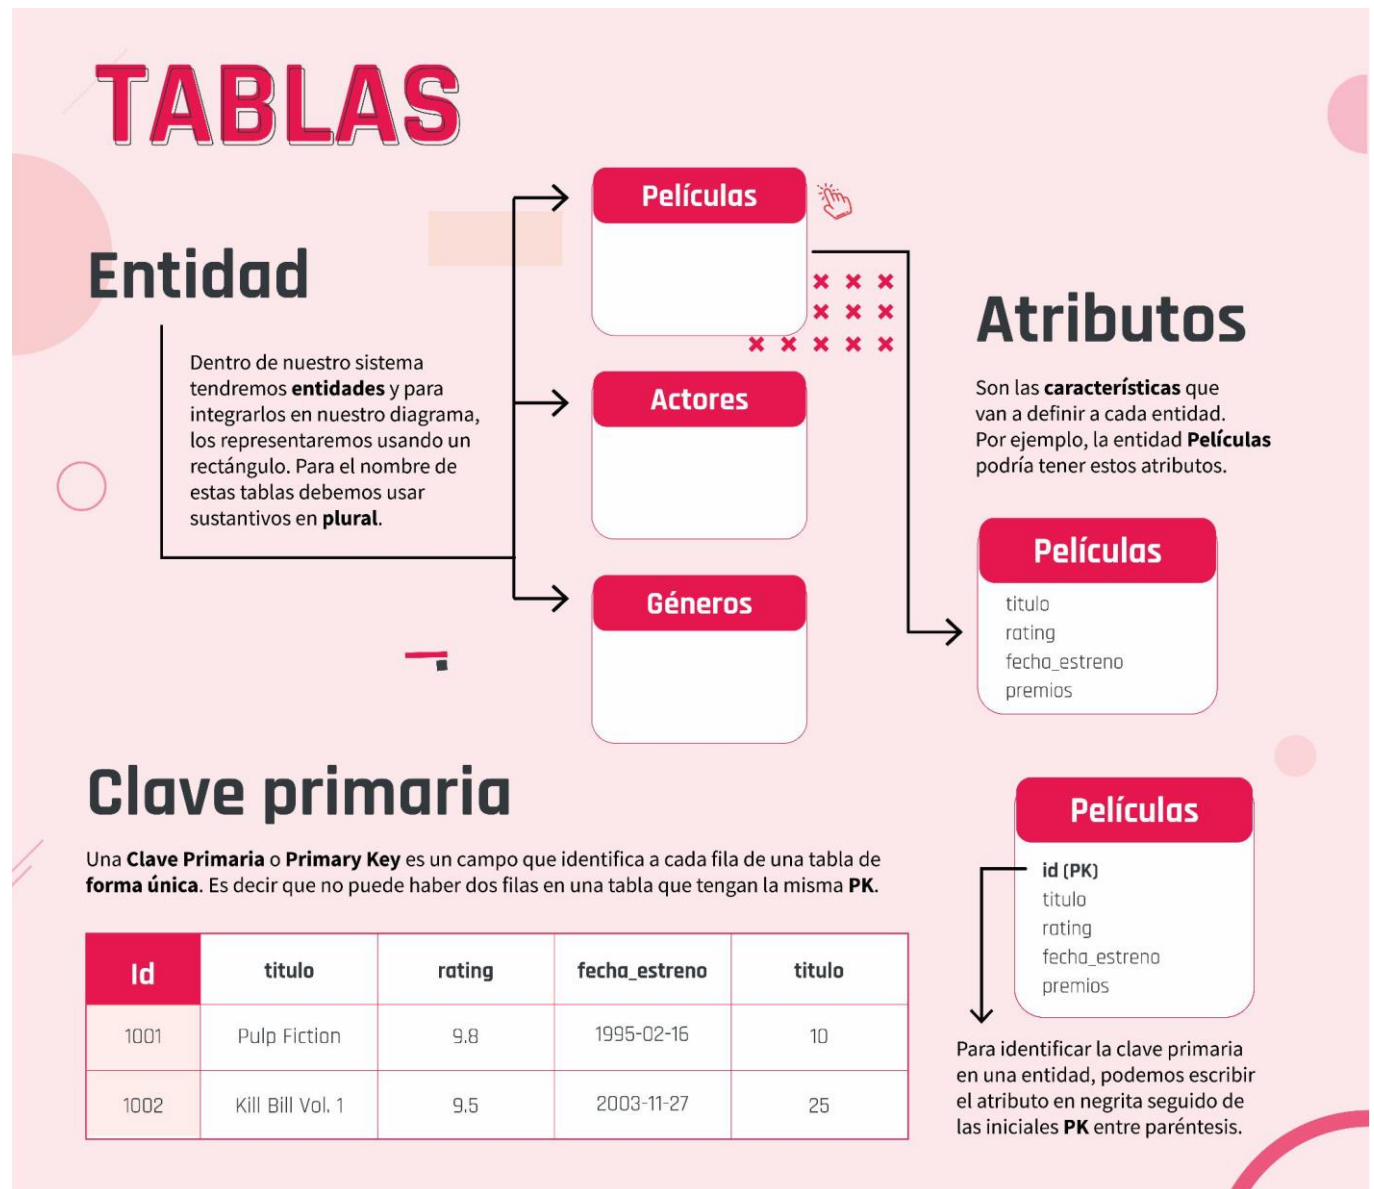 TABLAS
Entidad
Dentro de nuestro sistema
tendremos entidades y para
integrarlos en nuestro diagrama,
los representaremos usando un
rectángulo. Para el nombre de
estas tablas debemos usar
sustantivos en plural.
Películas
Actores
Géneros
Atributos
Son las características que
van a definir a cada entidad.
Por ejemplo, la entidad Películas
podría tener estos atributos.
Películas
titulo
rating
fecha_estreno
premios
Clave primaria
Una Clave Primaria o Primary Key es un campo que identifica a cada fila de una tabla de
forma única. Es decir que no puede haber dos filas en una tabla que tengan la misma PK.
Id titulo rating fecha_estreno titulo
1001 Pulp Fiction 9.8 1995-02-16 10
1002 Kill Bill Vol. 1 9.5 2003-11-27 25
Películas
id (PK)
titulo
rating
fecha_estreno
premios
Para identificar la clave primaria
en una entidad, podemos escribir
el atributo en negrita seguido de
las iniciales PK entre paréntesis.